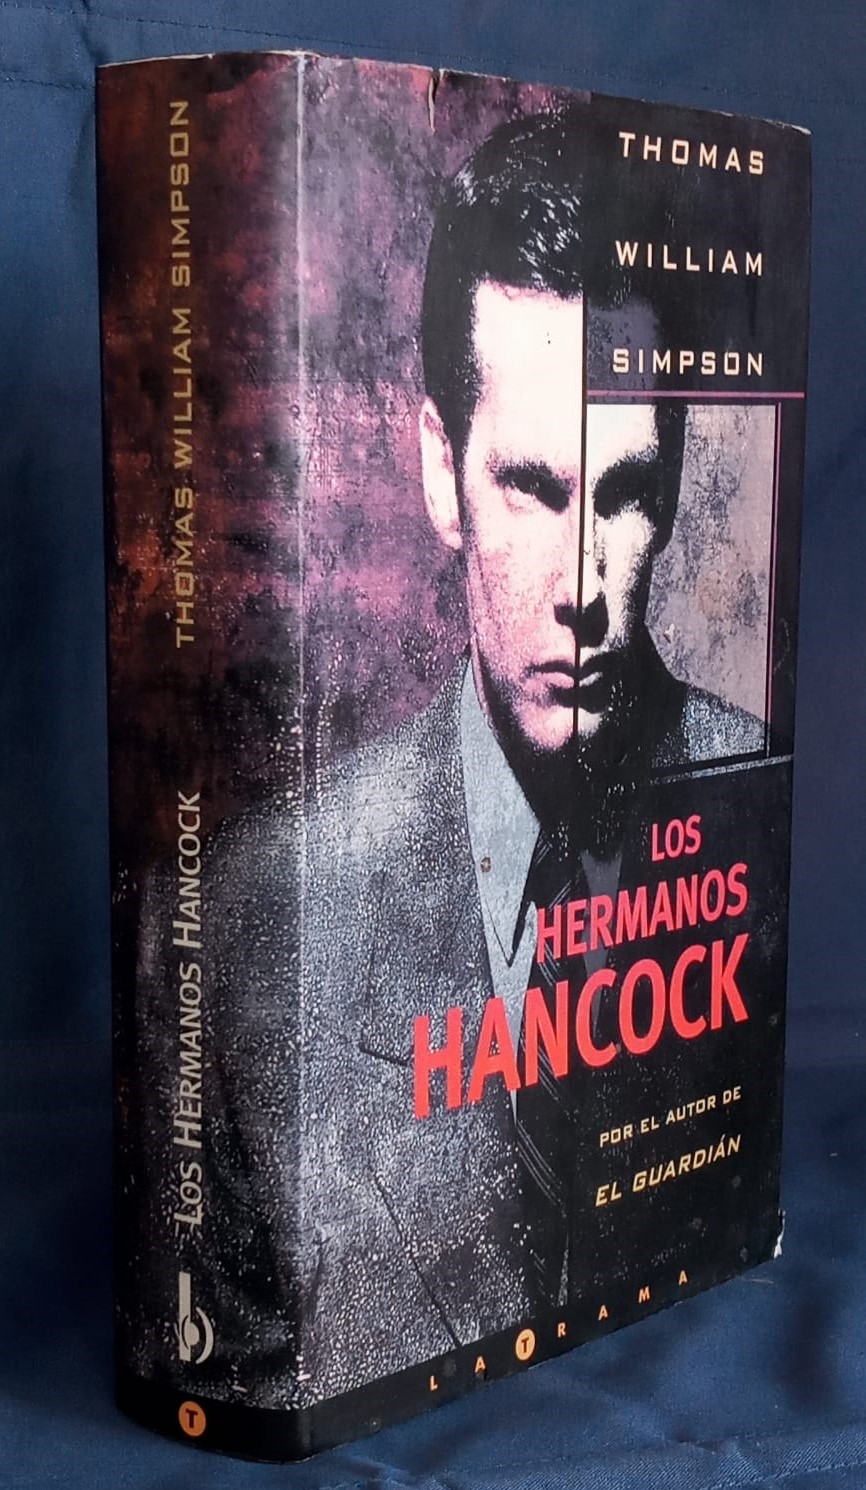 THOMAS WILLIAM SIMPSON
LOS HERMANOS HANCOCK
T
THOMAS
WILLIAM
SIMPSON
LOS
HERMANOS
HANCOCK
POR EL AUTOR DE
EL GUARDIÁN
LA TRAMA